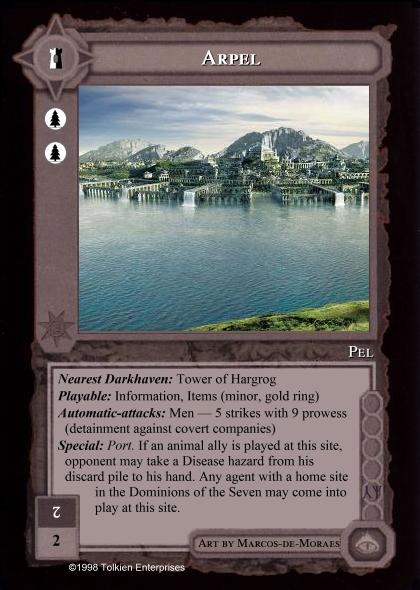 ARPEL
PEL
Nearest Darkhaven: Tower of Hargrog
Playable: Information, Items (minor, gold ring)
Automatic-attacks: Men — 5 strikes with 9 prowess
(detainment against covert companies)
Special: Port. If an animal ally is played at this site,
opponent may take a Disease hazard from his
discard pile to his hand. Any agent with a home site
in the Dominions of the Seven may come into
play at this site.
2
2
ART BY MARCOS-DE-MORAES
©1998 Tolkien Enterprises